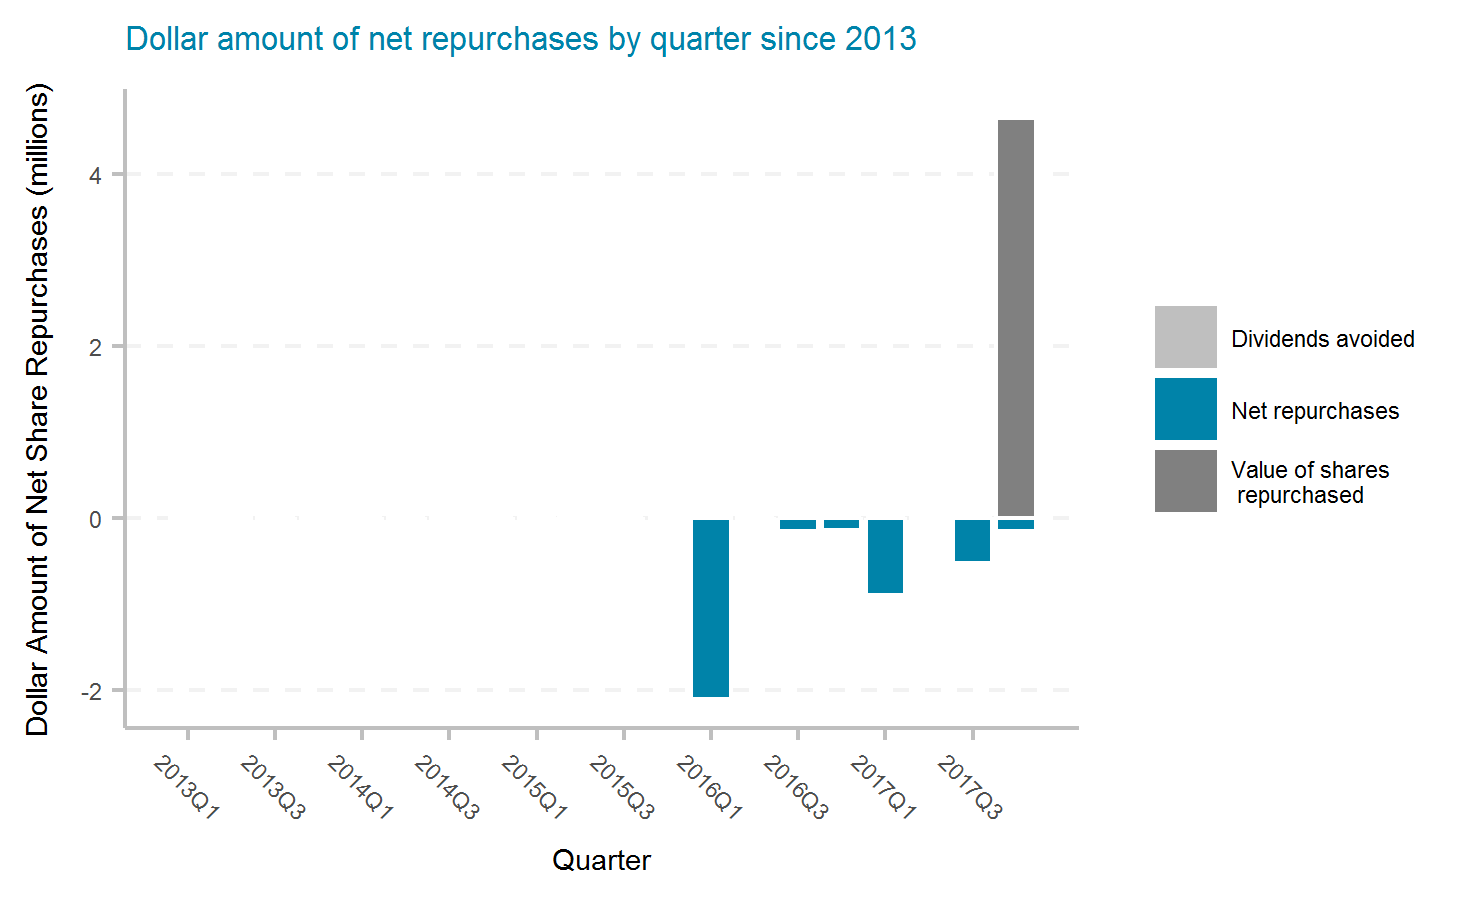 Dollar amount of net repurchases by quarter since 2013
Dollar Amount of Net Share Repurchases (millions)
4
2
0
-2
2013Q1
2013Q3
2014Q1
2014Q3
2015Q1
2015Q3
2016Q1
2016Q3
2017Q1
2017Q3
Quarter
Dividends avoided
Net repurchases
Value of shares
repurchased